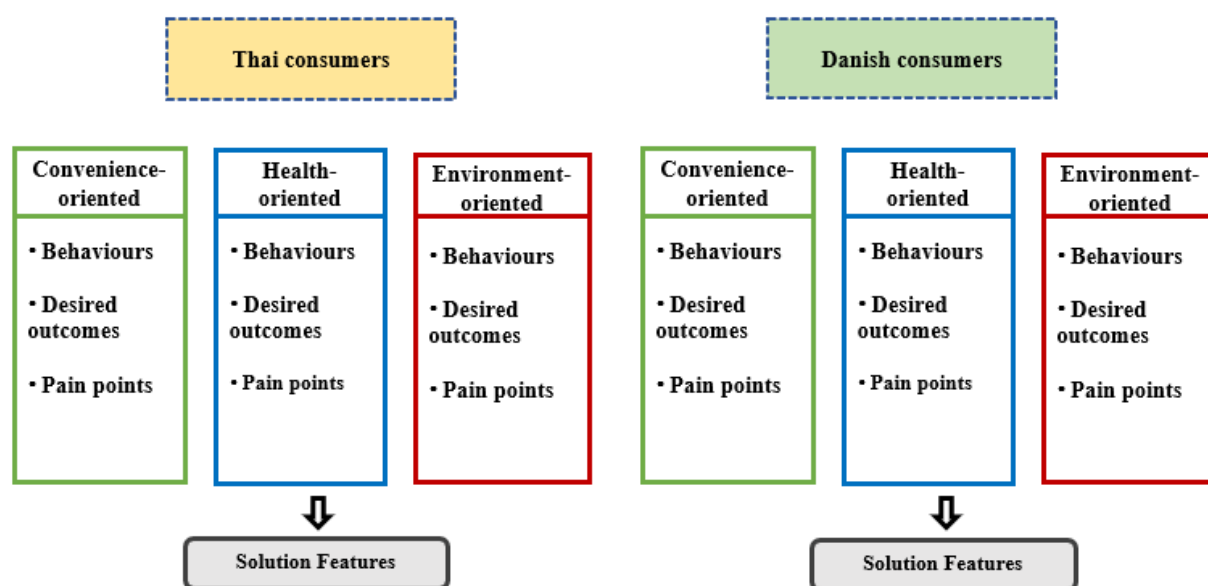 Thai consumers
Danish consumers
Convenience-
oriented
Health-
oriented
Environment-
oriented
Convenience-
oriented
Health-
oriented
Environment-
oriented
• Behaviours
• Desired
outcomes
• Pain points
• Behaviours
• Desired
outcomes
• Pain points
• Behaviours
• Desired
outcomes
• Pain points
• Behaviours
• Desired
outcomes
• Pain points
• Behaviours
• Desired
outcomes
• Pain points
• Behaviours
• Desired
outcomes
• Pain points
Solution Features
Solution Features